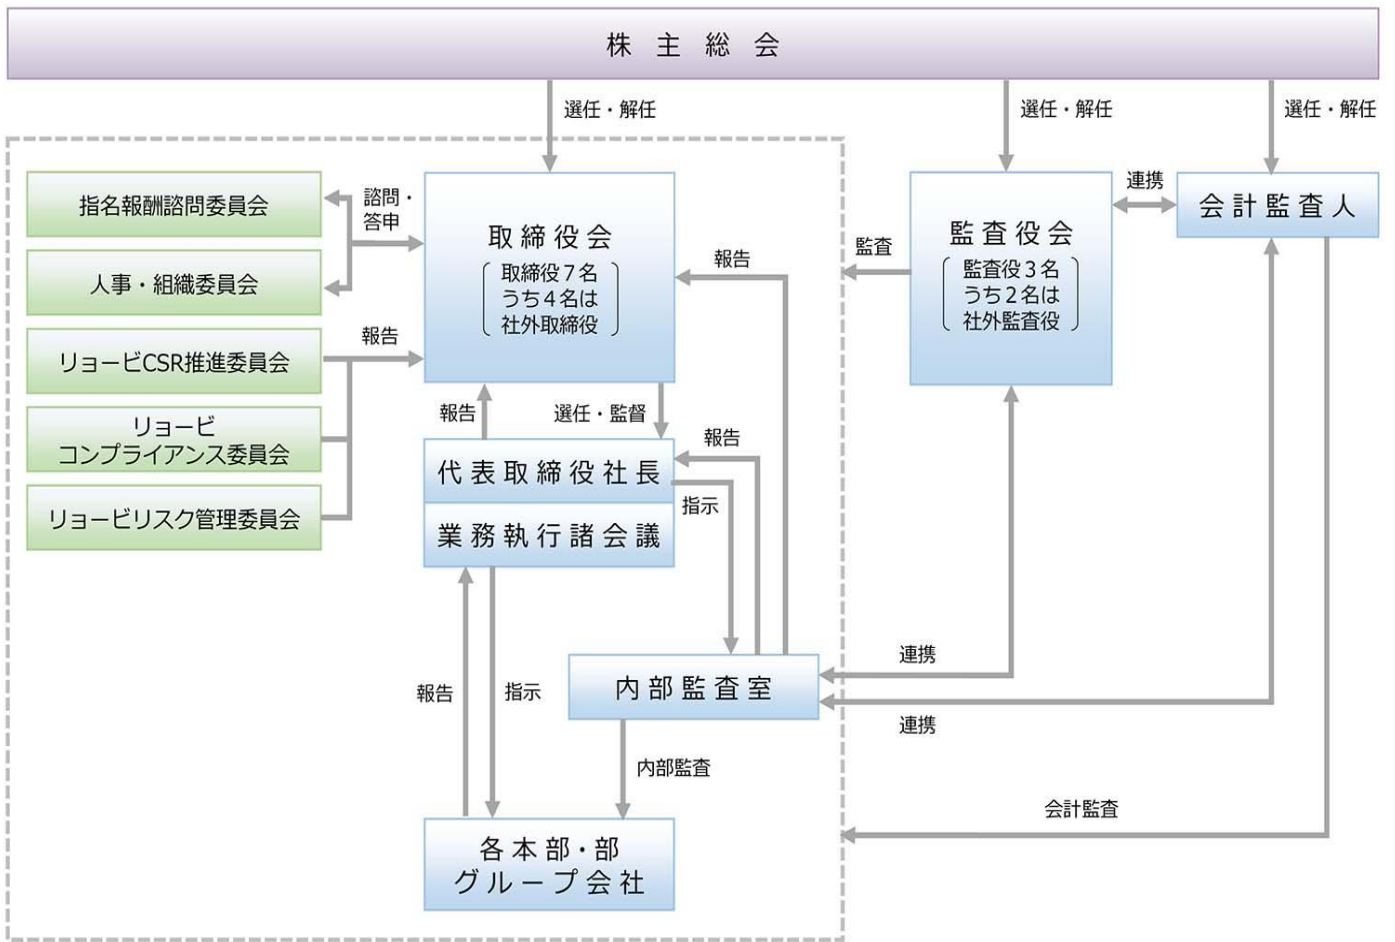 株主総会
選任・解任
選任・解任
選任・解任
指名報酬諮問委員会
人事・組織委員会
リョービCSR推進委員会
リョービ
コンプライアンス委員会
リョービリスク管理委員会
諮問・
答申
報告
取締役会
取締役7名
うち4名は
社外取締役
報告
監査
監査役会
監査役3名
うち2名は
社外監査役
連携
会計監査人
報告
選任・監督
報告
代表取締役社長
指示
業務執行諸会議
内部監査室
連携
連携
報告
指示
内部監査
会計監査
各本部・部
グループ会社